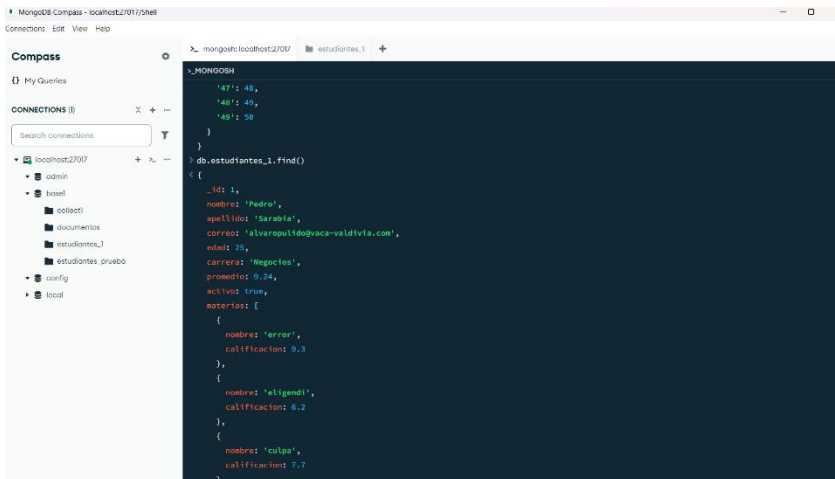 MongoDB Compass - localhost:27017/Shell
Connections Edit View Help
Compass
{} My Queries
CONNECTIONS (1)
Search connections
localhost:27017
admin
base1
collect1
documentos
estudiantes_1
estudiantes_prueba
config
local
>_ mongosh: localhost:27017
estudiantes_1
>_MONGOSH
'47': 48,
'48': 49,
'49': 50
}
}
> db.estudiantes_1.find()
< {
_id: 1,
nombre: 'Pedro',
apellido: 'Sarabia',
correo: 'alvaropulido@vaca-valdivia.com',
edad: 25,
carrera: 'Negocios',
promedio: 9.24,
activo: true,
materias: [
{
nombre: 'error',
calificacion: 9.3
},
{
nombre: 'eligendi',
calificacion: 6.2
},
{
nombre: 'culpa',
calificacion: 7.7
}